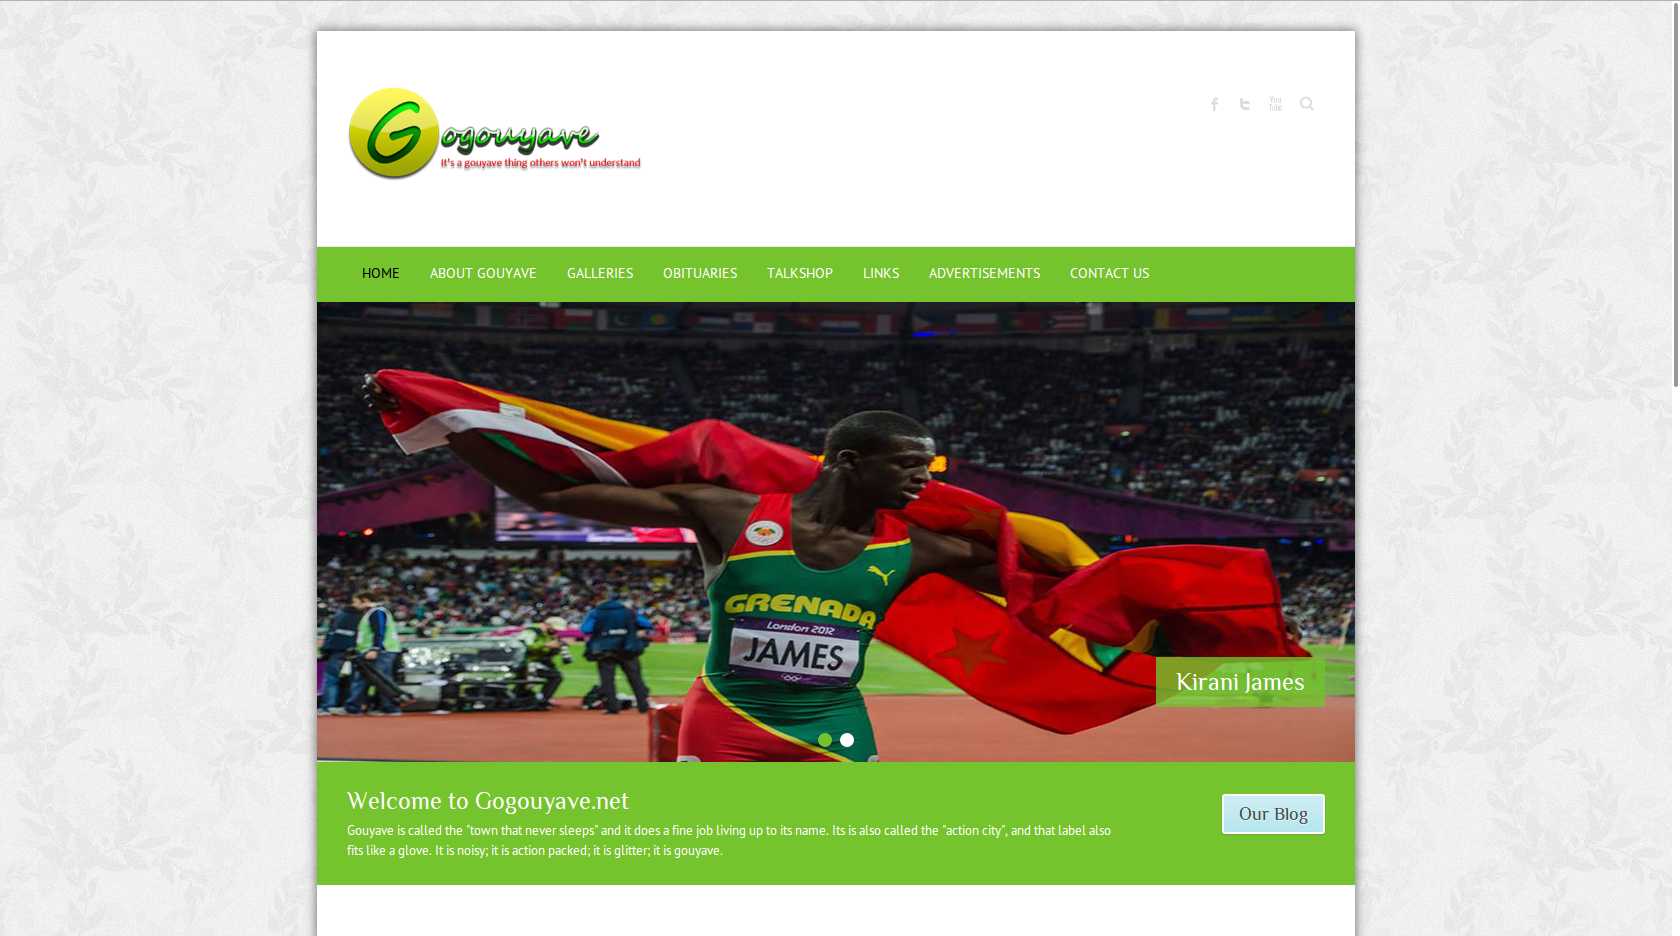 Gogouyave
It's a gouyave thing others won't understand
HOME ABOUT GOUYAVE GALLERIES OBITUARIES TALKSHOP LINKS ADVERTISEMENTS CONTACT US
GRENADA
London 2012
JAMES
Kirani James
Welcome to Gogouyave.net
Our Blog
Gouyave is called the "town that never sleeps" and it does a fine job living up to its name. Its is also called the "action city", and that label also
fits like a glove. It is noisy; it is action packed; it is glitter; it is gouyave.